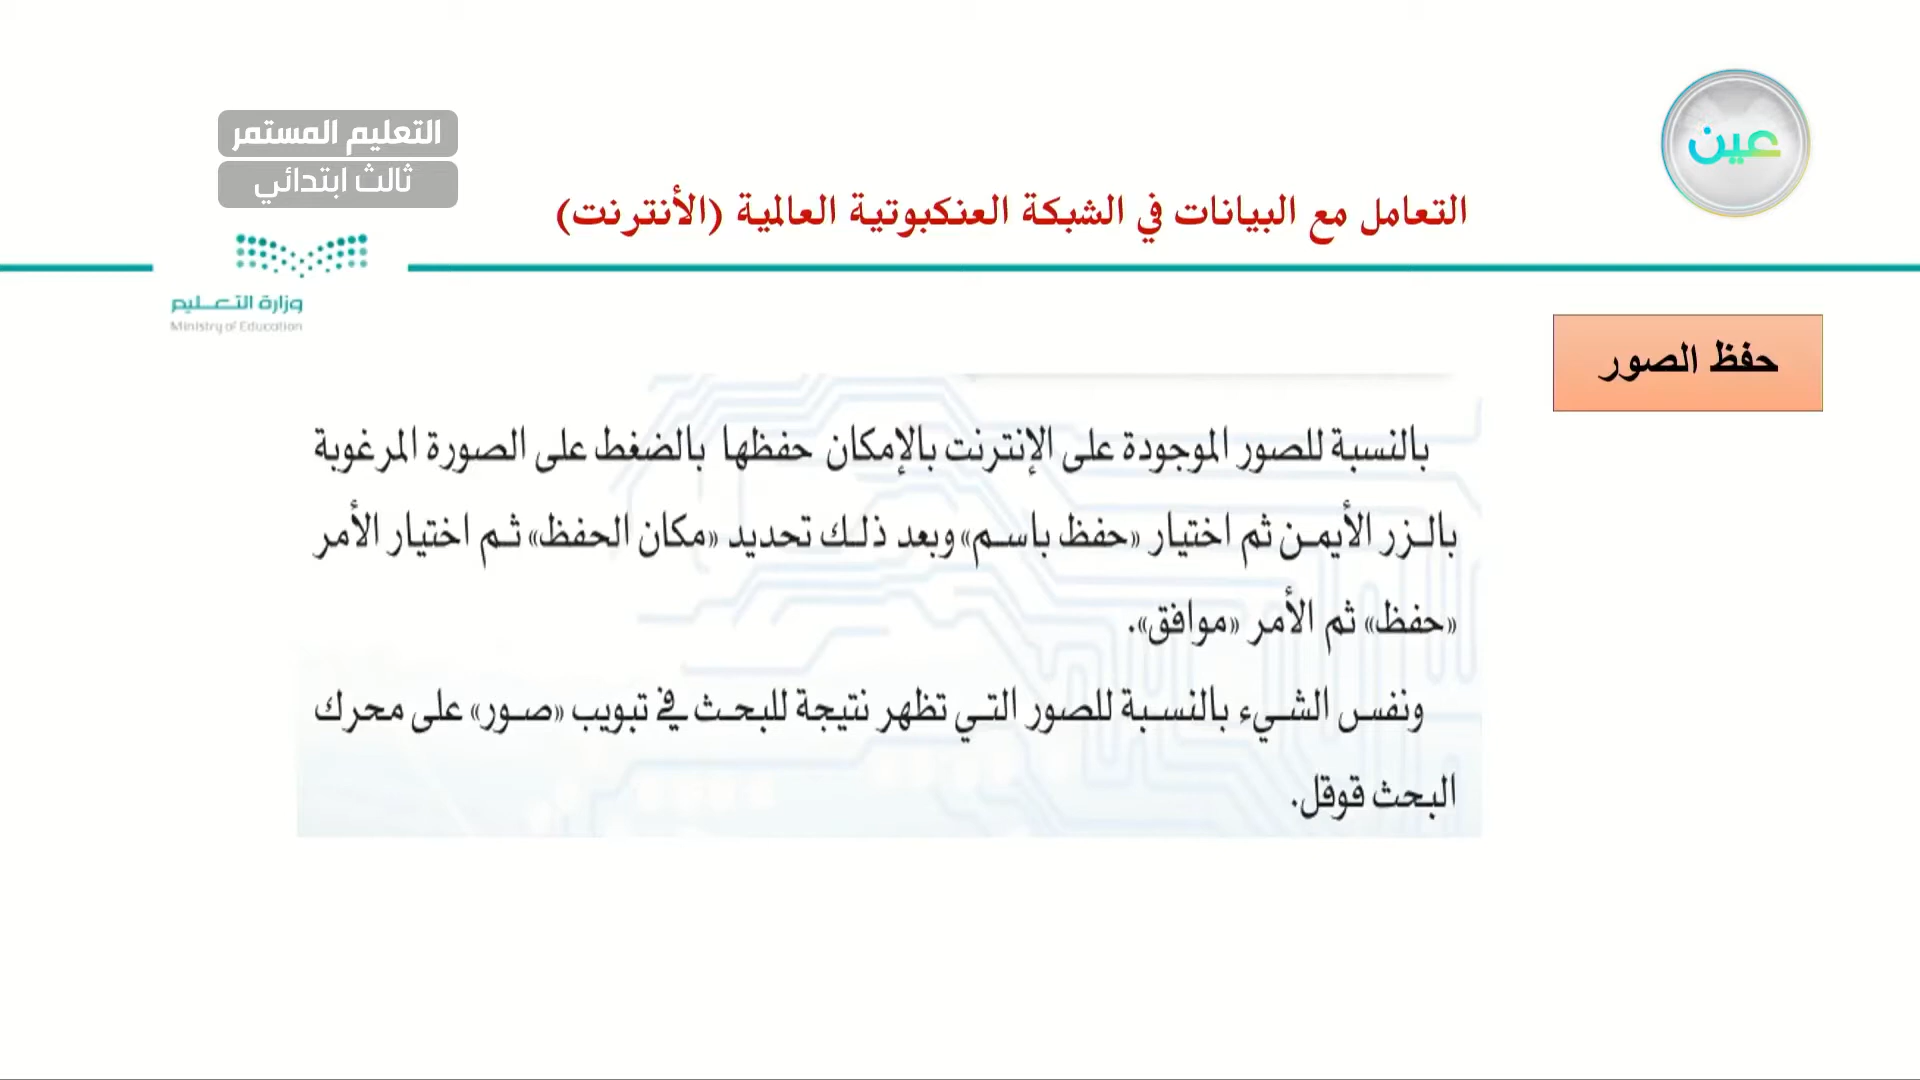 عين
التعليم المستمر
ثالث ابتدائي
التعامل مع البيانات في الشبكة العنكبوتية العالمية (الأنترنت)
وزارة التعليم
Ministry of Education
حفظ الصور
بالنسبة للصور الموجودة على الإنترنت بالإمكان حفظها بالضغط على الصورة المرغوبة
بالزر الأيمن ثم اختيار «حفظ باسم» وبعد ذلك تحديد «مكان الحفظ» ثم اختيار الأمر
«حفظ» ثم الأمر «موافق».
ونفس الشيء بالنسبة للصور التي تظهر نتيجة للبحث في تبويب «صور» على محرك
البحث قوقل.